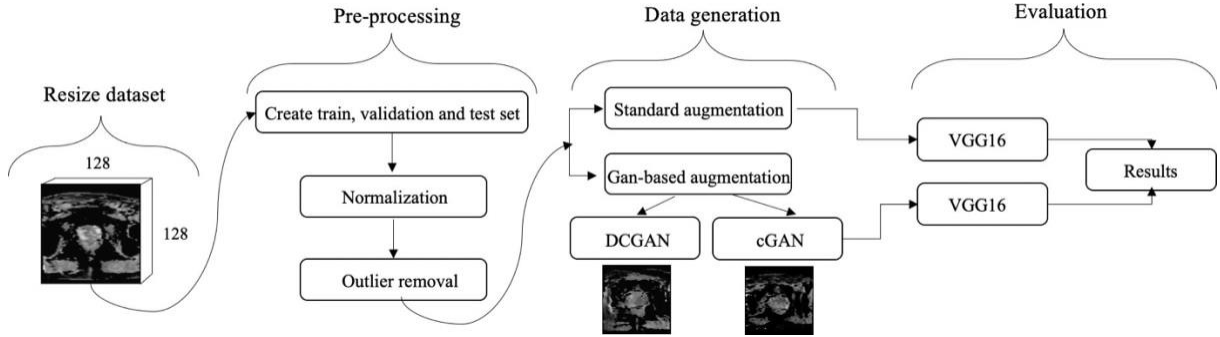 Resize dataset
128
128
Pre-processing
Create train, validation and test set
Normalization
Outlier removal
Data generation
Standard augmentation
Gan-based augmentation
DCGAN
cGAN
Evaluation
VGG16
VGG16
Results